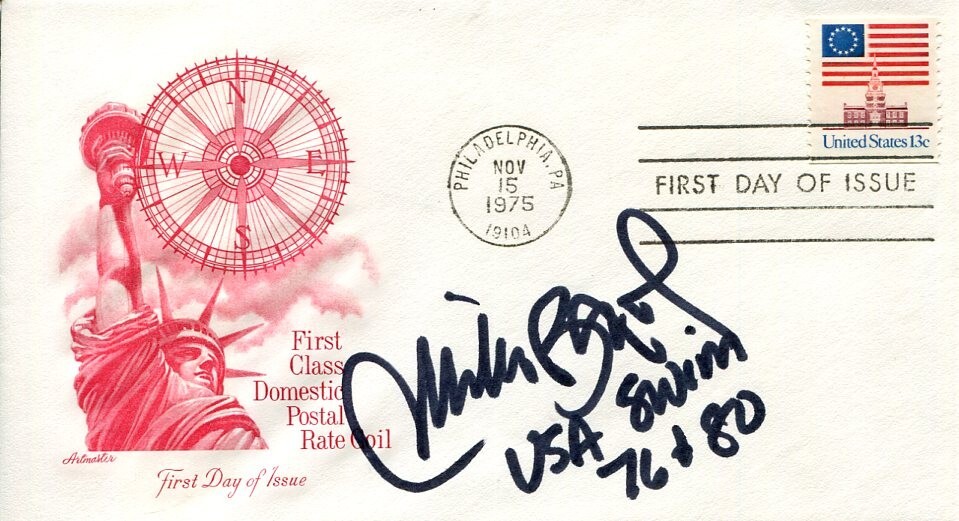 N
W E
S
PHILADELPHIA, PA
NOV
15
1975
19104
United States 13c
FIRST DAY OF ISSUE
First
Class
Domestic
Postal
Rate Coil
Artmaster
First Day of Issue
Mike
USA Swim
76 & 80